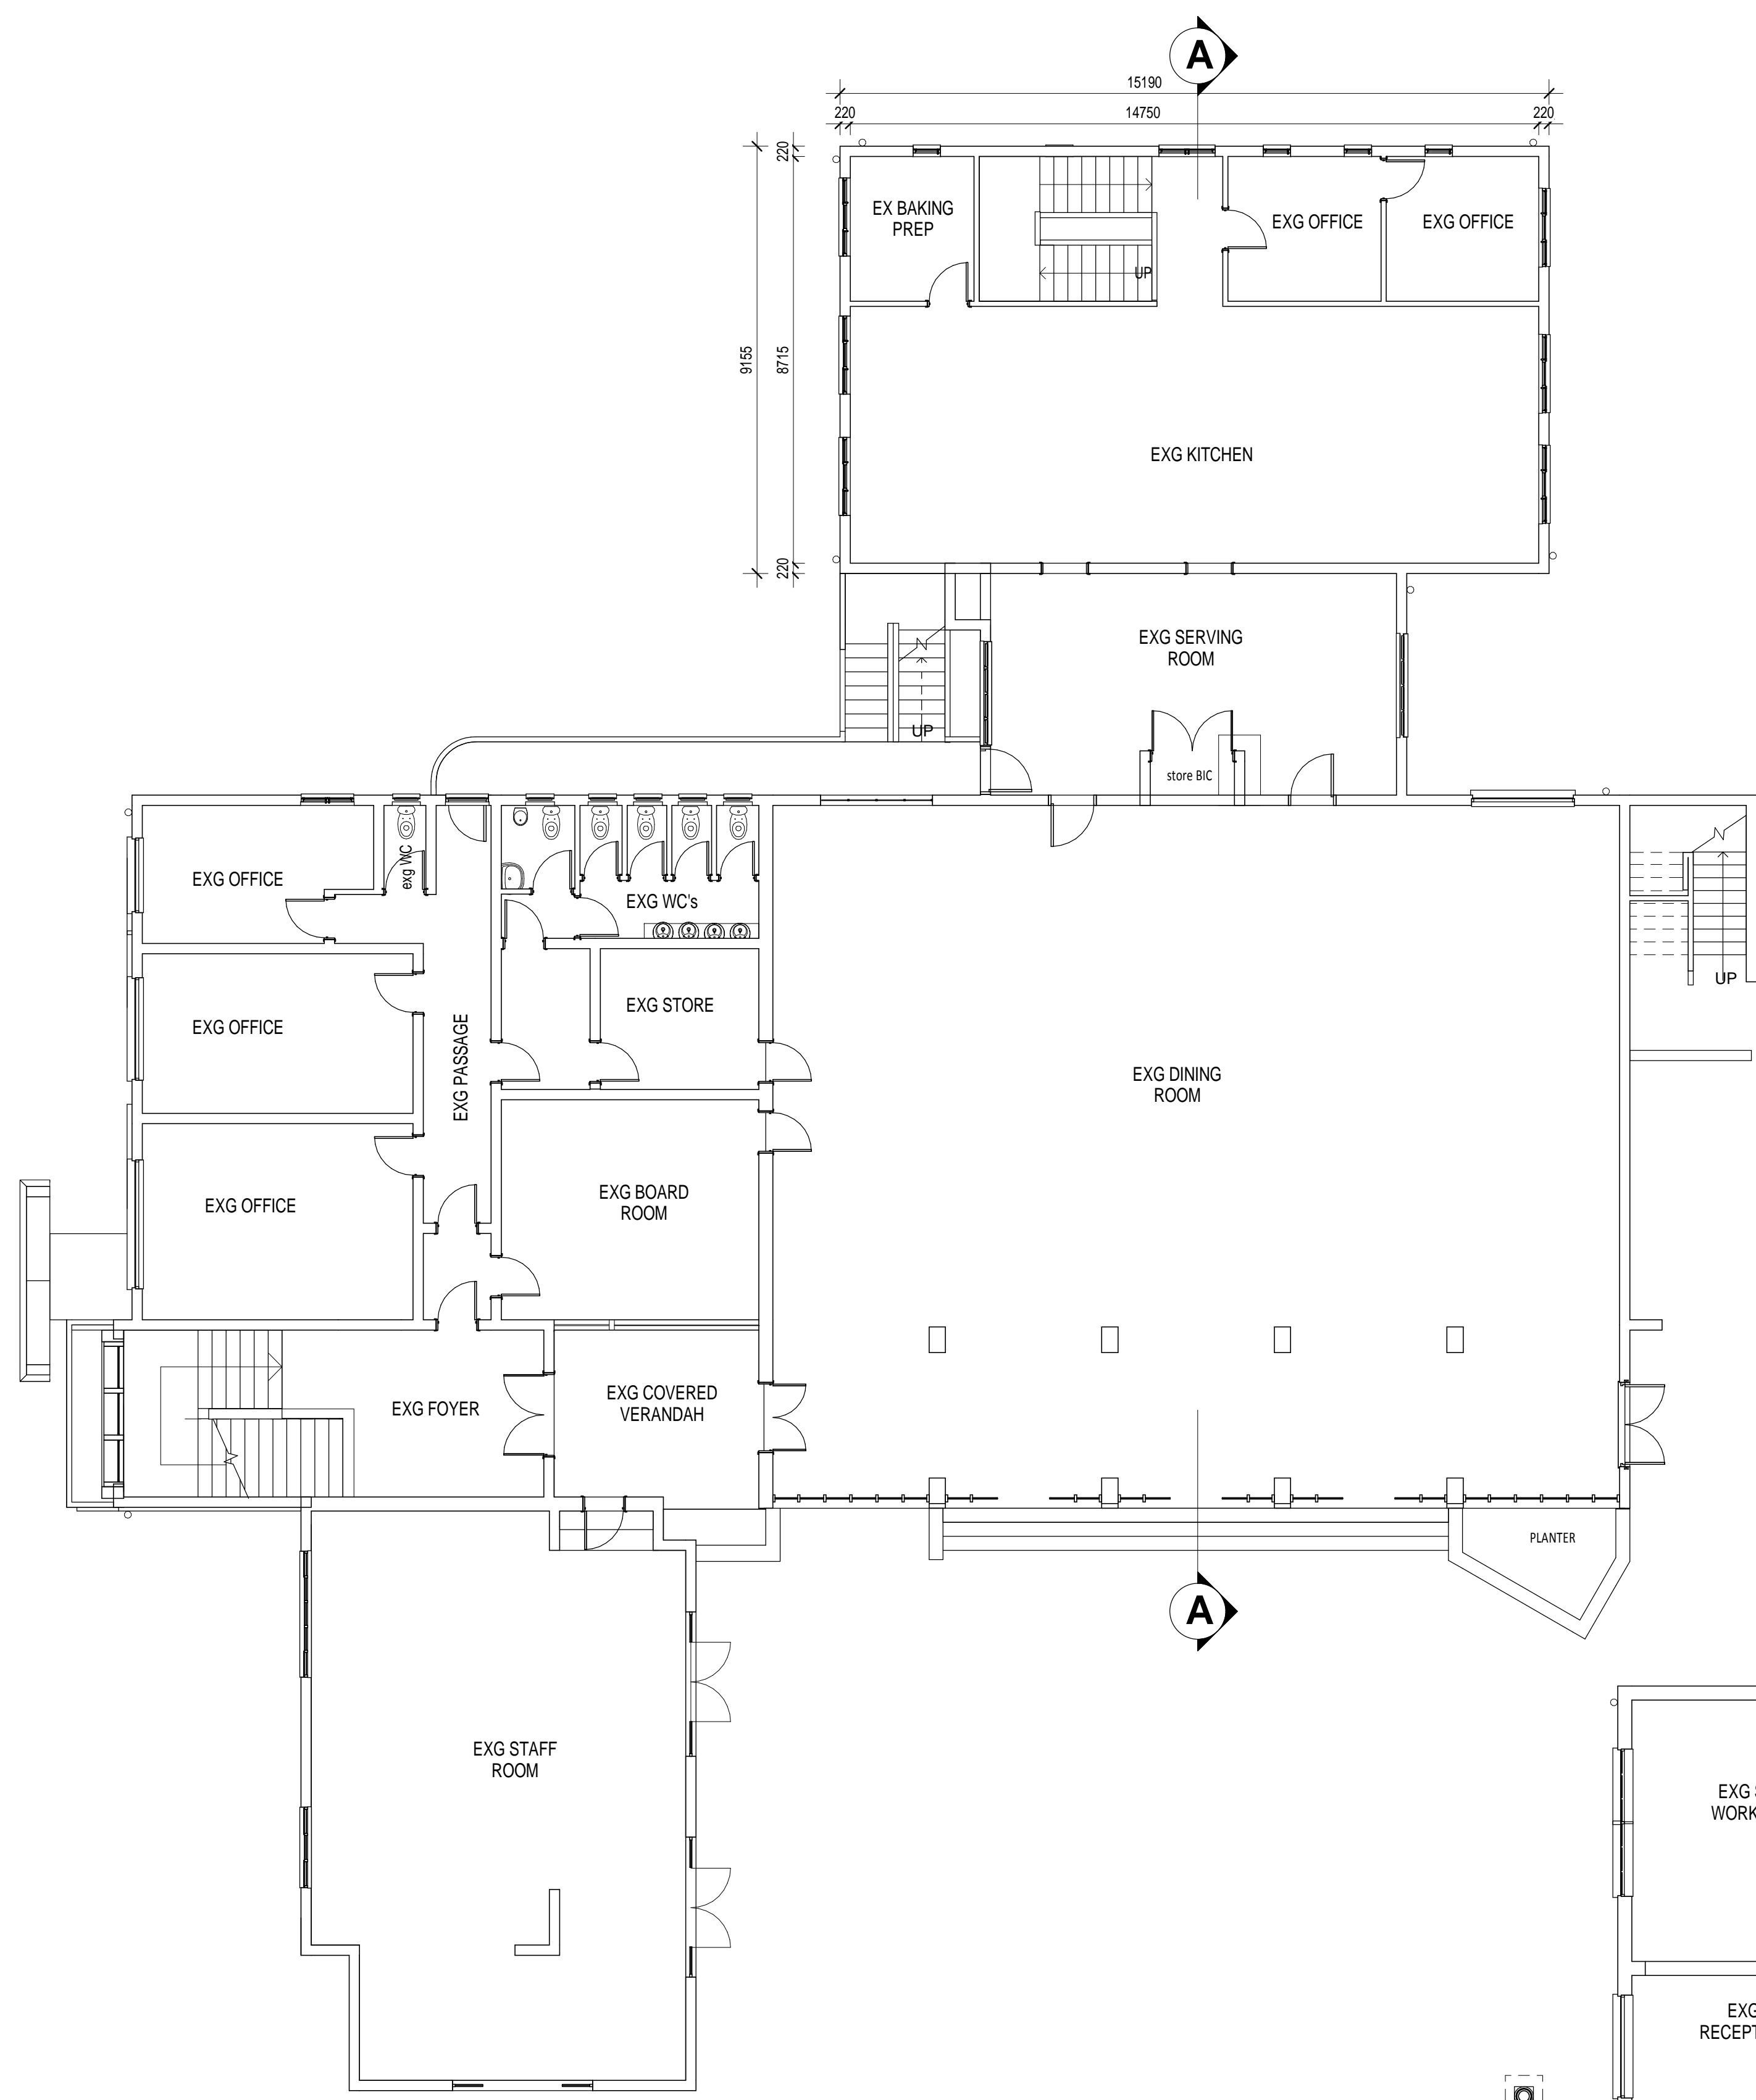 A
15190
220
14750
220
220
9155
8715
220
EX BAKING
PREP
UP
EXG OFFICE
EXG OFFICE
EXG KITCHEN
EXG SERVING
ROOM
UP
store BIC
EXG OFFICE
exg WC
EXG WC's
UP
EXG OFFICE
EXG PASSAGE
EXG STORE
EXG DINING
ROOM
EXG OFFICE
EXG BOARD
ROOM
EXG FOYER
EXG COVERED
VERANDAH
PLANTER
A
EXG STAFF
ROOM
EXG
WORK
EXG
RECEPT